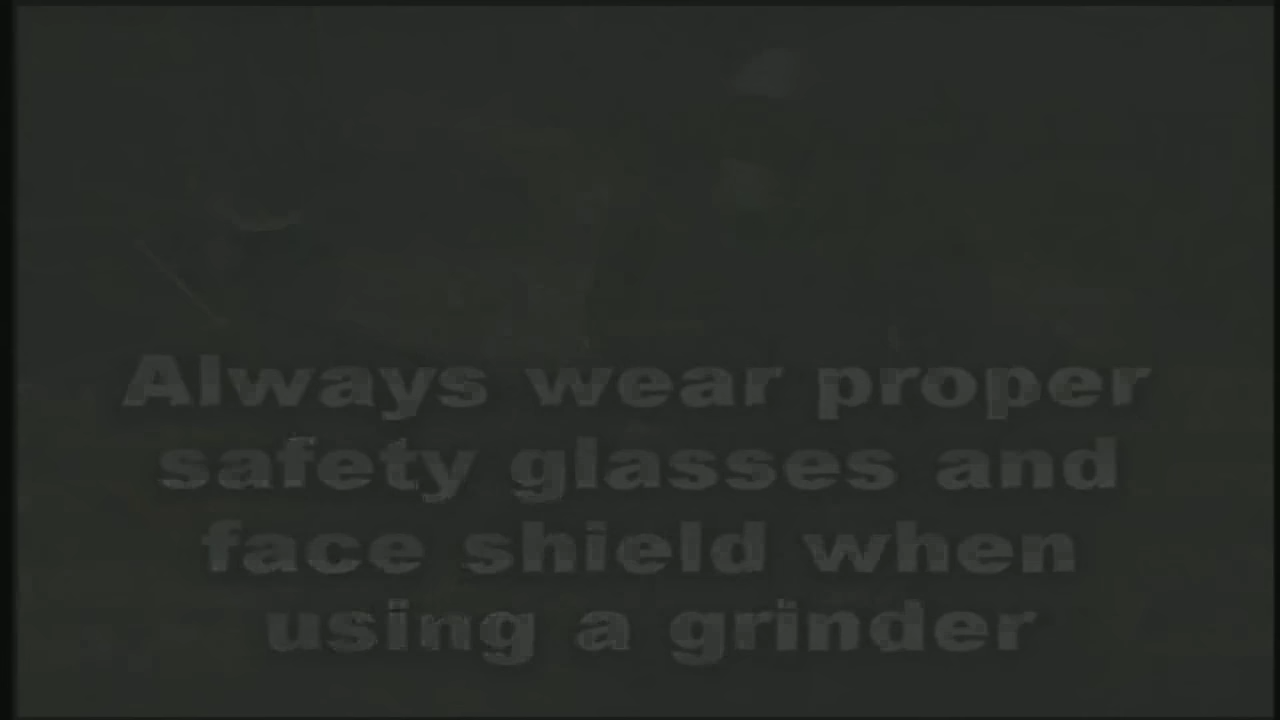 Always wear proper
safety glasses and
face shield when
using a grinder